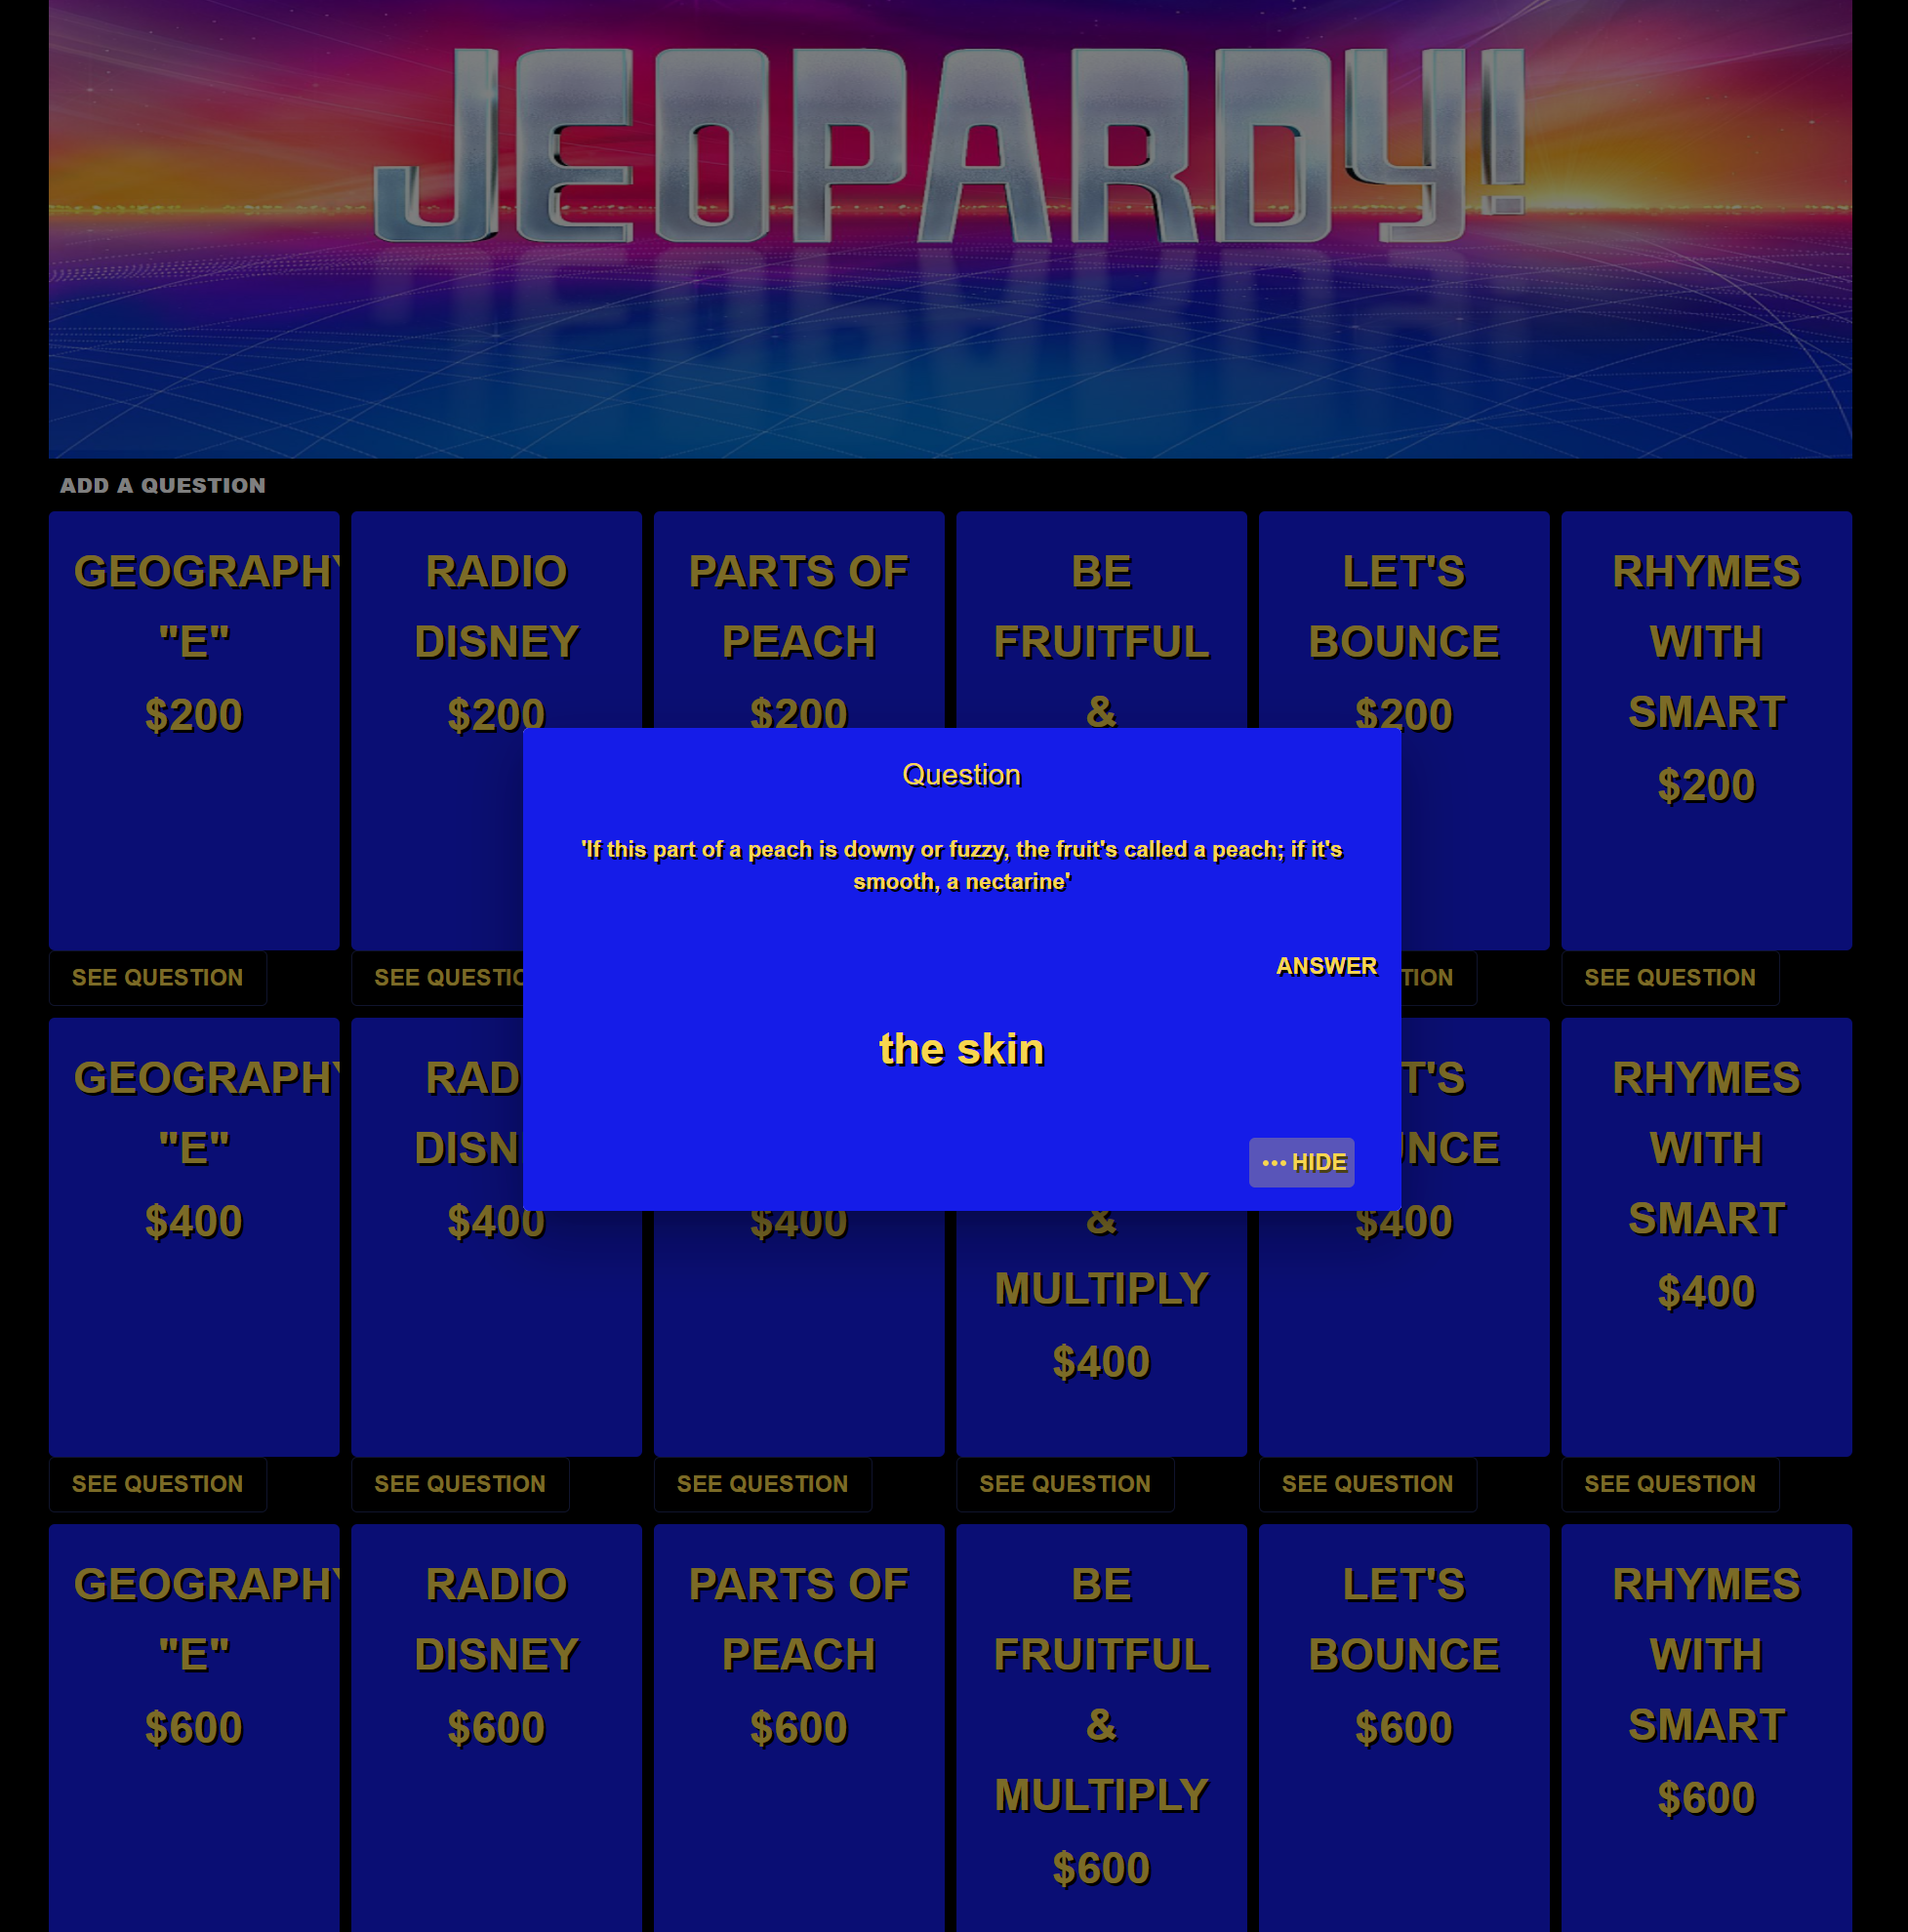 JEOPARDY!
ADD A QUESTION
GEOGRAPHY
"E"
$200
RADIO
DISNEY
$200
PARTS OF
PEACH
$200
BE
FRUITFUL
&
LET'S
BOUNCE
$200
RHYMES
WITH
SMART
$200
Question
'If this part of a peach is downy or fuzzy, the fruit's called a peach; if it's
smooth, a nectarine'
ANSWER
the skin
••• HIDE
SEE QUESTION
SEE QUESTIO
TION
SEE QUESTION
GEOGRAPHY
"E"
$400
RAD
DISN
$400
$400
&
MULTIPLY
$400
T'S
NCE
$400
RHYMES
WITH
SMART
$400
SEE QUESTION
SEE QUESTION
SEE QUESTION
SEE QUESTION
SEE QUESTION
SEE QUESTION
GEOGRAPHY
"E"
$600
RADIO
DISNEY
$600
PARTS OF
PEACH
$600
BE
FRUITFUL
&
MULTIPLY
$600
LET'S
BOUNCE
$600
RHYMES
WITH
SMART
$600